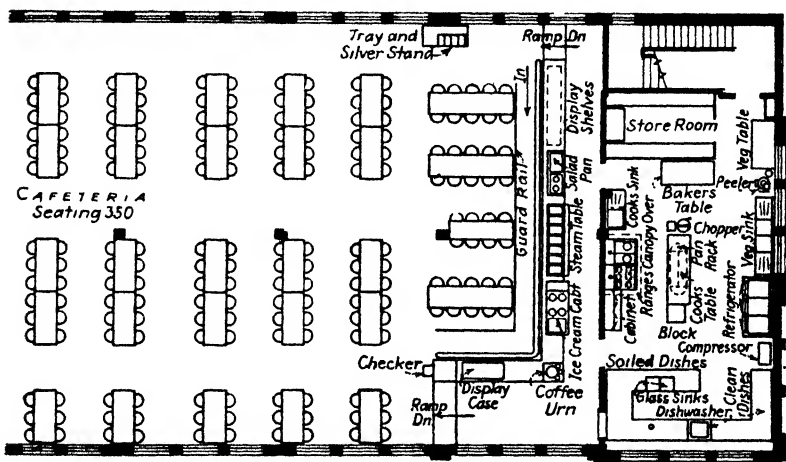 Tray and
Silver Stand
Ramp Dn
In
Display
Shelves
Store Room
Veg Table
Salad
Pan
Peeler
Bakers
Table
CAFETERIA
Seating 350
Guard Rail
Steam Table
Cooks Sink
Canopy Over
Ranges
Cabinet
Chopper
Pan
Rack
Cooks
Table
Veg Sink
Refrigerator
Ice Cream Cabt
Block
Compressor
Checker
Display
Case
Coffee
Urn
Soiled Dishes
Glass Sinks
Dishwasher
Clean
Dishes
Ramp
Dn.